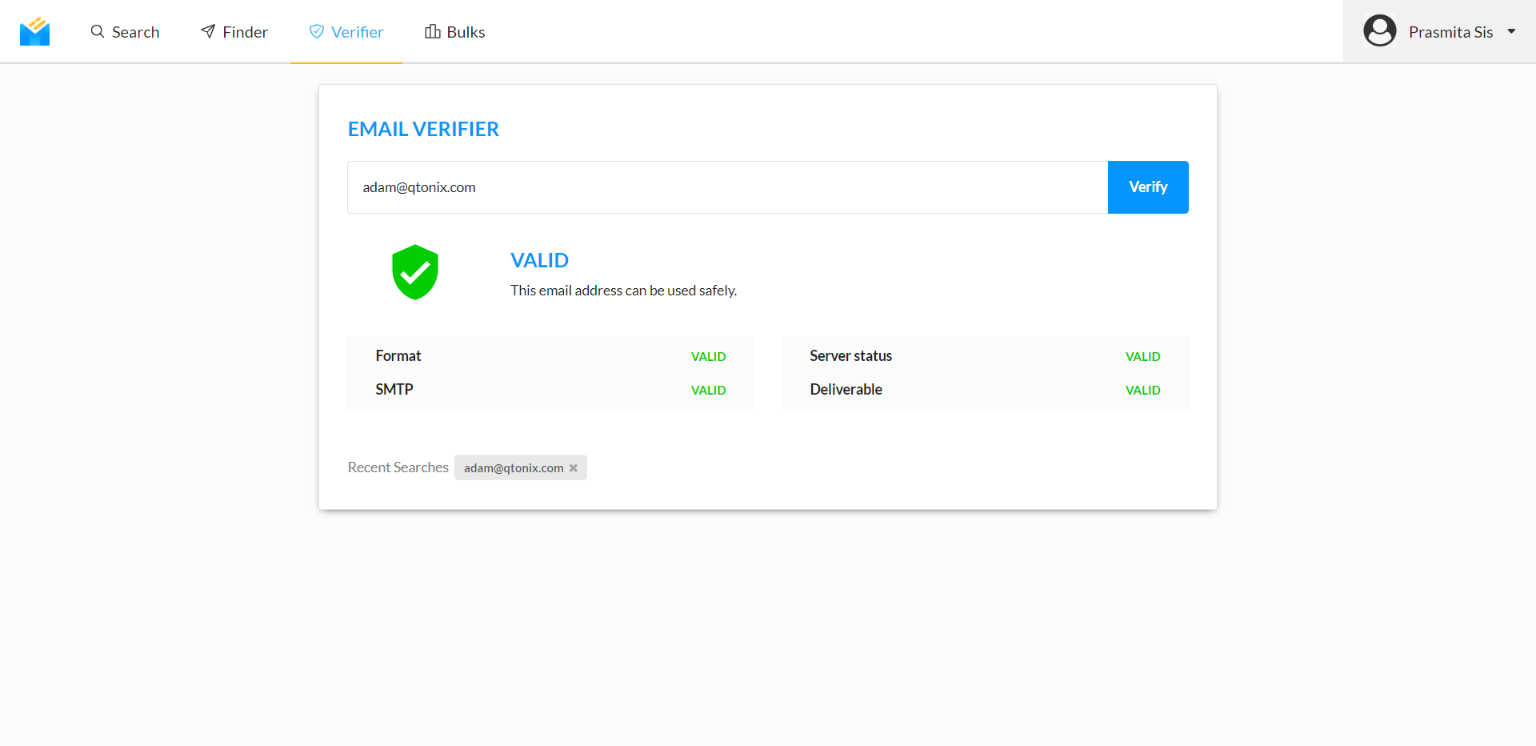 Search Finder Verifier Bulks Prasmita Sis
EMAIL VERIFIER
adam@qtonix.com Verify
VALID
This email address can be used safely.
Format VALID Server status VALID
SMTP VALID Deliverable VALID
Recent Searches adam@qtonix.com